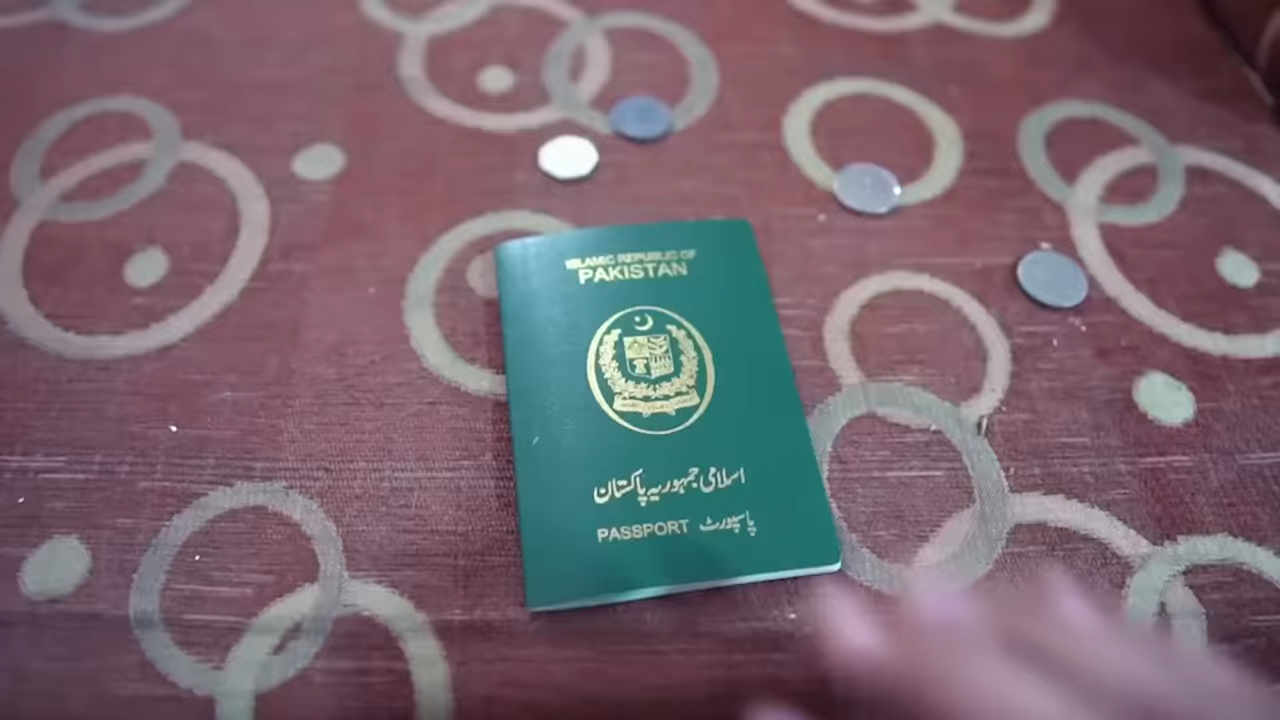 ISLAMIC REPUBLIC OF
PAKISTAN
اسلامی جمہوریہ پاکستان
PASSPORT پاسپورٹ